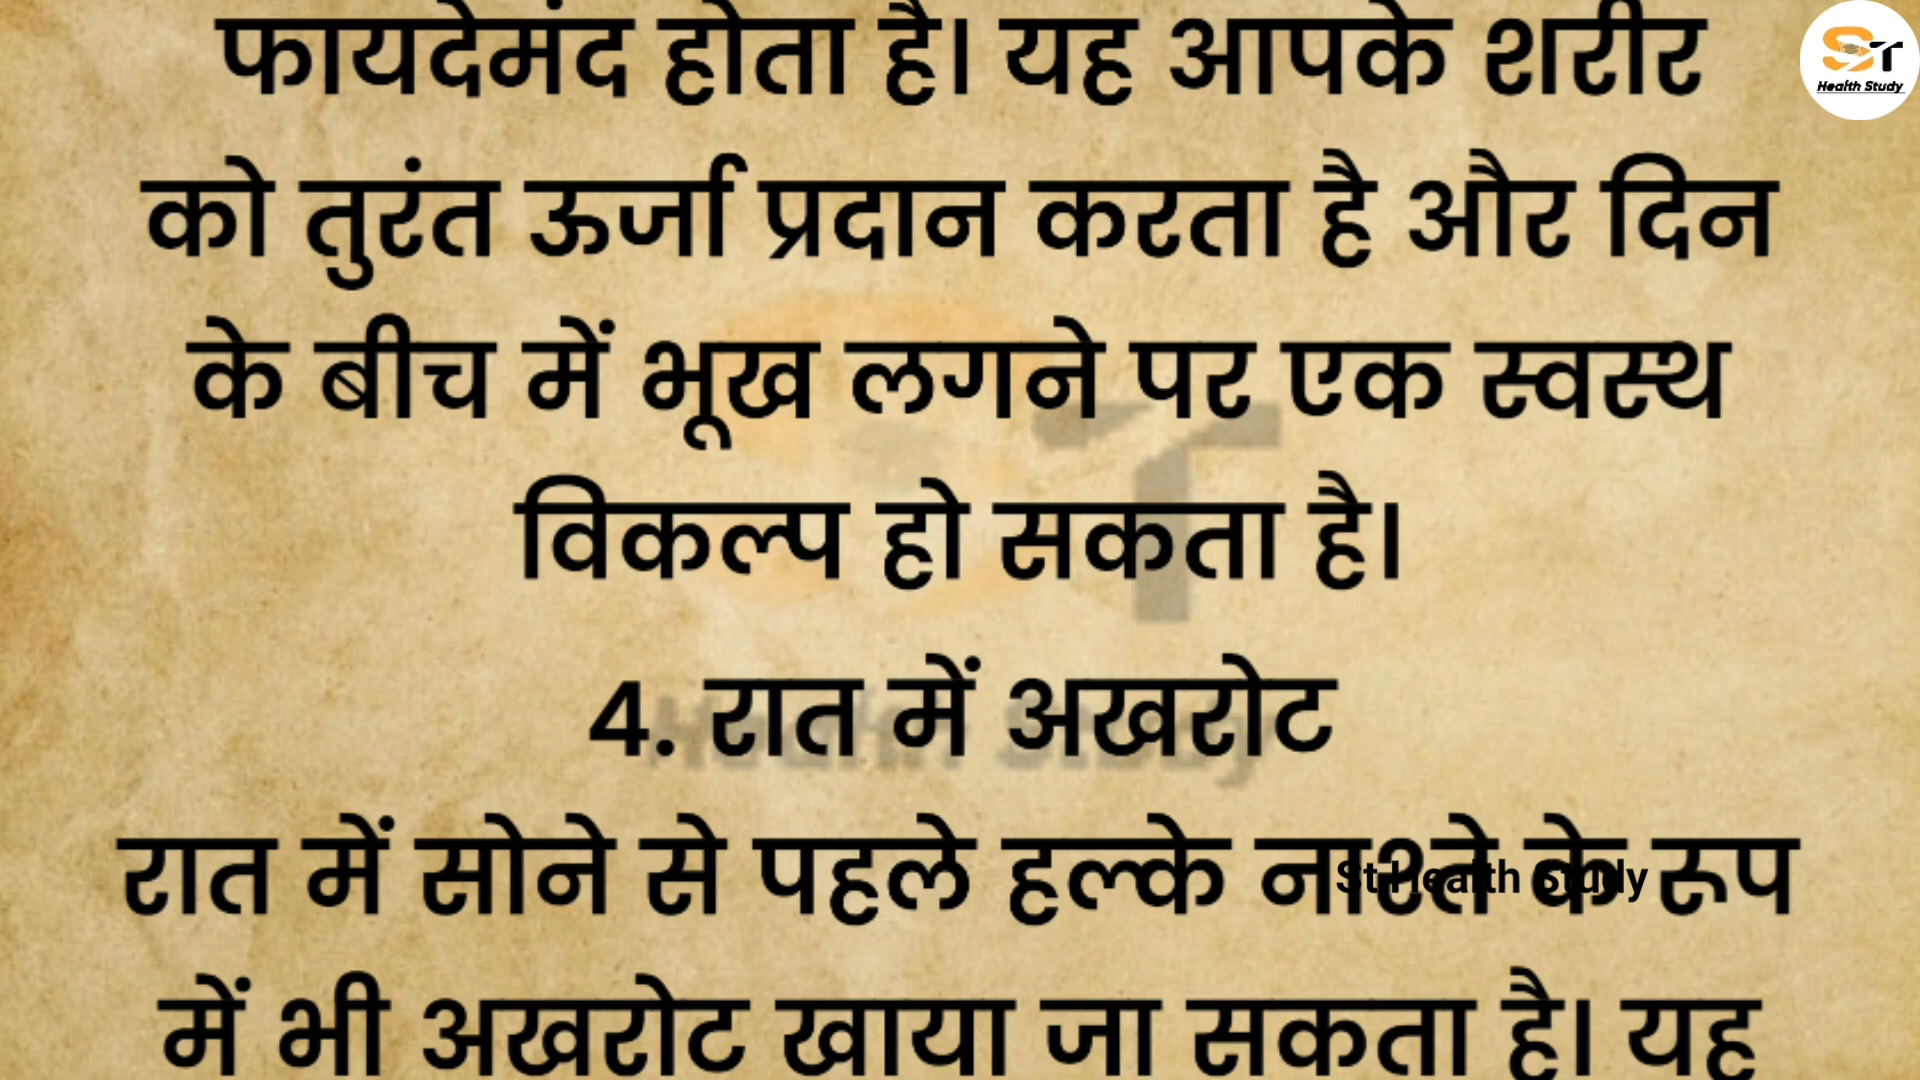 फायदेमंद होता है। यह आपके शरीर
ST
Health Study
को तुरंत ऊर्जा प्रदान करता है और दिन
के बीच में भूख लगने पर एक स्वस्थ
विकल्प हो सकता है।
4. रात में अखरोट
रात में सोने से पहले हल्के नाश्ते के रूप
St Health Study
में भी अखरोट खाया जा सकता है। यह